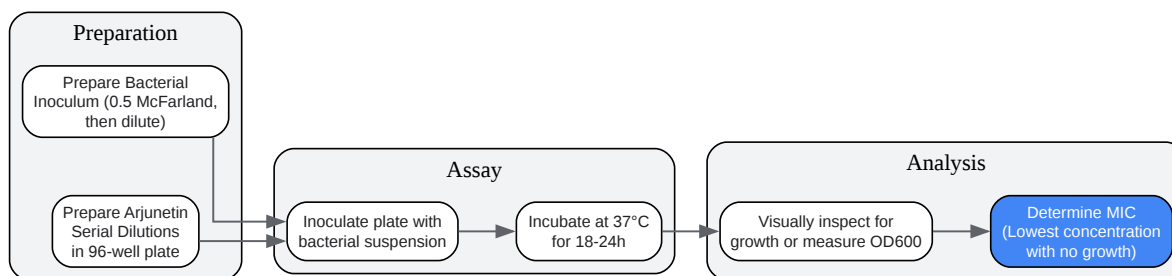 Preparation
Prepare Bacterial
Inoculum (0.5 McFarland,
then dilute)
Prepare Arjunetin
Serial Dilutions
in 96-well plate
Assay
Inoculate plate with
bacterial suspension
Incubate at 37°C
for 18-24h
Analysis
Visually inspect for
growth or measure OD600
Determine MIC
(Lowest concentration
with no growth)